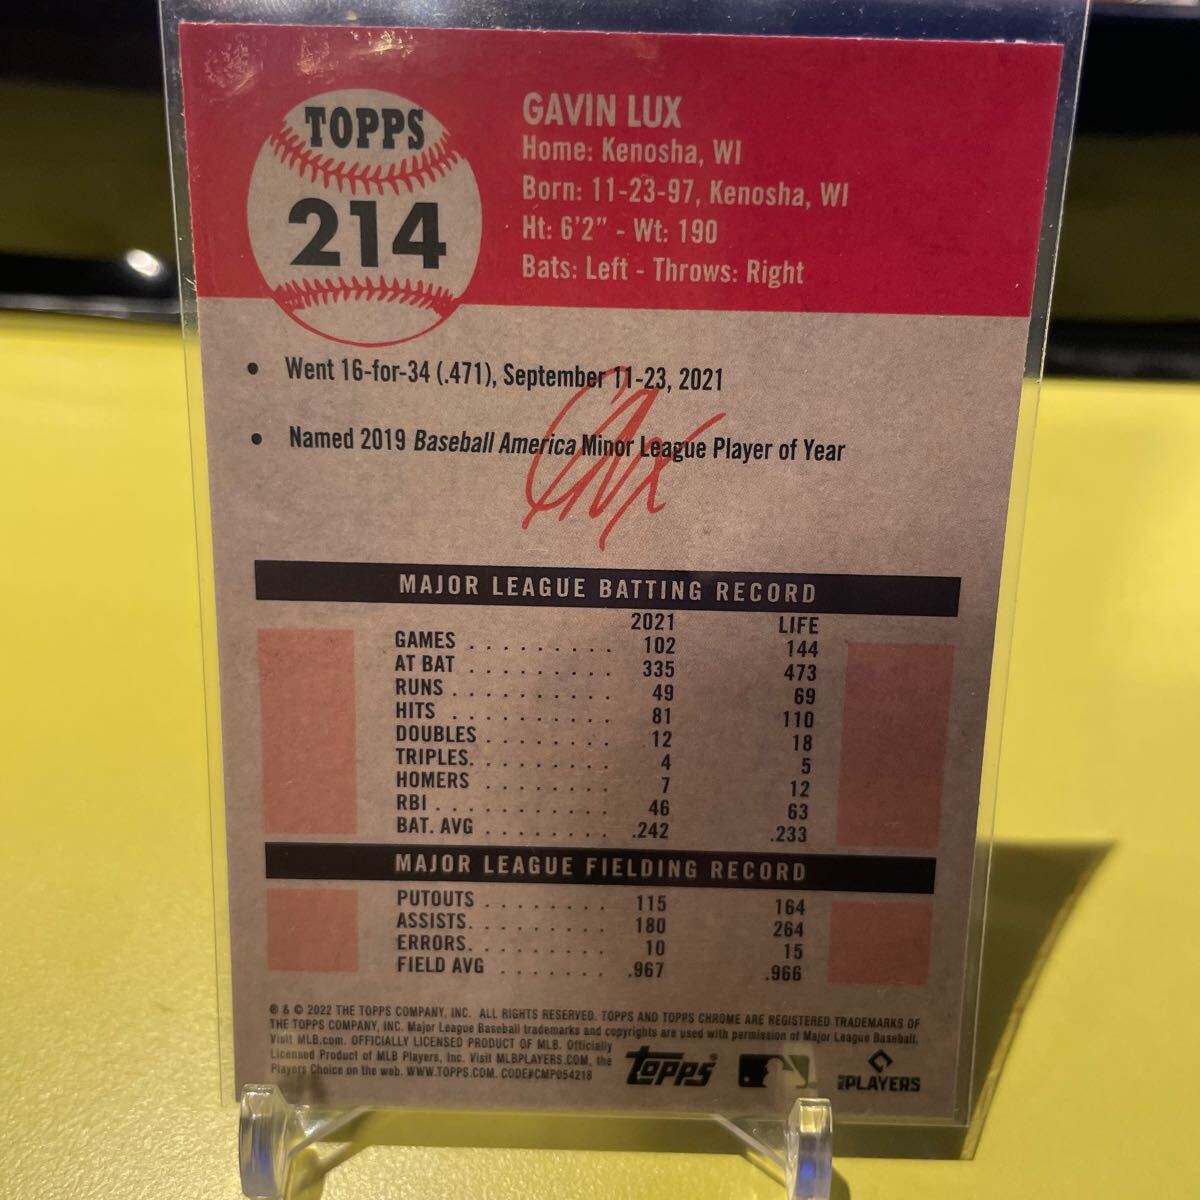 TOPPS
214
GAVIN LUX
Home: Kenosha, WI
Born: 11-23-97, Kenosha, WI
Ht: 6'2" - Wt: 190
Bats: Left - Throws: Right
• Went 16-for-34 (.471), September 11-23, 2021
• Named 2019 Baseball America Minor League Player of Year
MAJOR LEAGUE BATTING RECORD
2021 LIFE
GAMES . . . . . . . . . 102 144
AT BAT . . . . . . . . . 335 473
RUNS . . . . . . . . . . 49 69
HITS . . . . . . . . . . 81 110
DOUBLES . . . . . . . . 12 18
TRIPLES. . . . . . . . . 4 5
HOMERS . . . . . . . . 7 12
RBI . . . . . . . . . . . 46 63
BAT. AVG . . . . . . . . .242 .233
MAJOR LEAGUE FIELDING RECORD
PUTOUTS . . . . . . . . 115 164
ASSISTS. . . . . . . . . 180 264
ERRORS. . . . . . . . . 10 15
FIELD AVG . . . . . . . .967 .966
® & © 2022 THE TOPPS COMPANY, INC. ALL RIGHTS RESERVED. TOPPS AND TOPPS CHROME ARE REGISTERED TRADEMARKS OF
THE TOPPS COMPANY, INC. Major League Baseball trademarks and copyrights are used with permission of Major League Baseball.
Visit MLB.com. OFFICIALLY LICENSED PRODUCT OF MLB. Officially
Licensed Product of MLB Players, Inc. Visit MLBPLAYERS.COM, the
Players Choice on the web. WWW.TOPPS.COM. CODE#CMP054218
topps
MLB PLAYERS